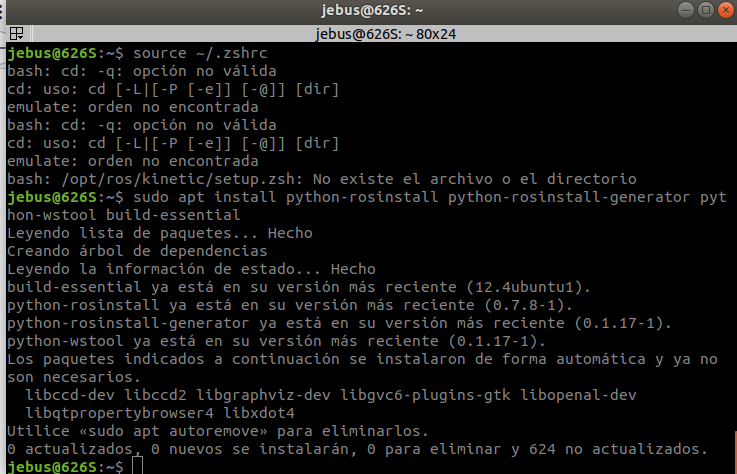 jebus@626S: ~
jebus@626S: ~ 80x24
jebus@626S:~$ source ~/.zshrc
bash: cd: -q: opción no válida
cd: uso: cd [-L|[-P [-e]] [-@]] [dir]
emulate: orden no encontrada
bash: cd: -q: opción no válida
cd: uso: cd [-L|[-P [-e]] [-@]] [dir]
emulate: orden no encontrada
bash: /opt/ros/kinetic/setup.zsh: No existe el archivo o el directorio
jebus@626S:~$ sudo apt install python-rosinstall python-rosinstall-generator pyt
hon-wstool build-essential
Leyendo lista de paquetes... Hecho
Creando árbol de dependencias
Leyendo la información de estado... Hecho
build-essential ya está en su versión más reciente (12.4ubuntu1).
python-rosinstall ya está en su versión más reciente (0.7.8-1).
python-rosinstall-generator ya está en su versión más reciente (0.1.17-1).
python-wstool ya está en su versión más reciente (0.1.17-1).
Los paquetes indicados a continuación se instalaron de forma automática y ya no
son necesarios.
  libccd-dev libccd2 libgraphviz-dev libgvc6-plugins-gtk libopenal-dev
  libqtpropertybrowser4 libxdot4
Utilice «sudo apt autoremove» para eliminarlos.
0 actualizados, 0 nuevos se instalarán, 0 para eliminar y 624 no actualizados.
jebus@626S:~$